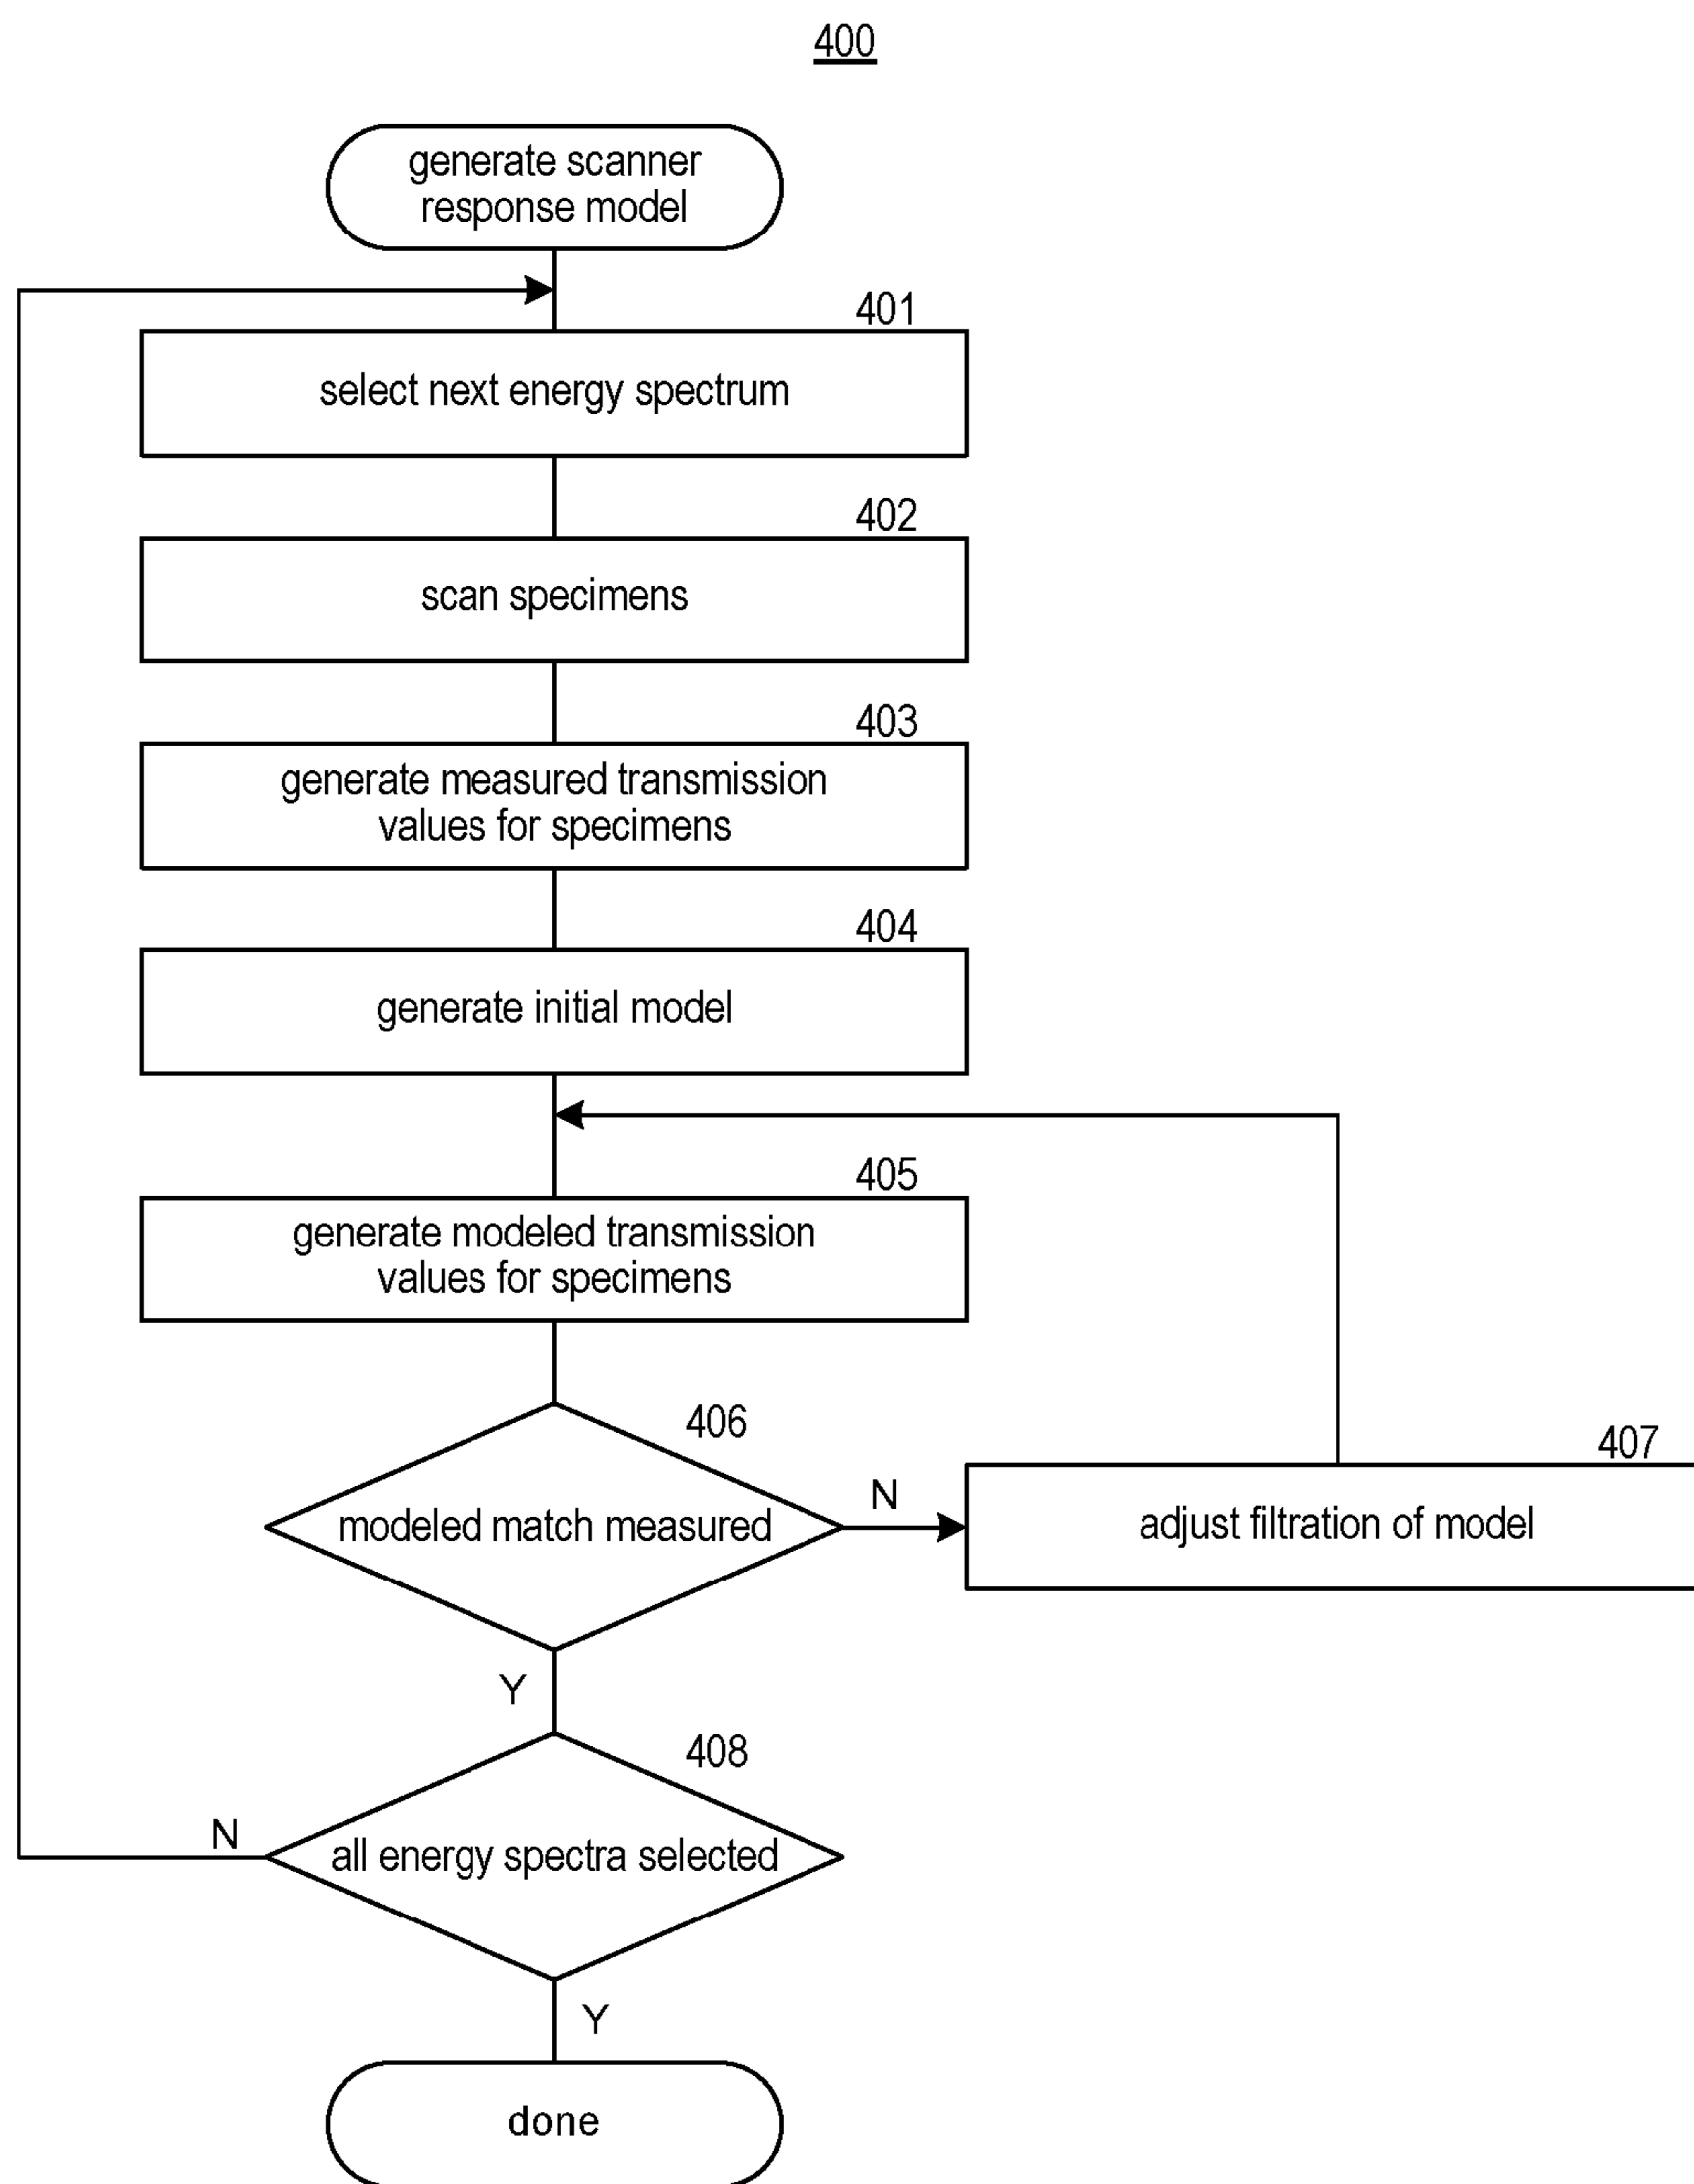 400
generate scanner
response model
401
select next energy spectrum
402
scan specimens
403
generate measured transmission
values for specimens
404
generate initial model
405
generate modeled transmission
values for specimens
406
modeled match measured
N
407
adjust filtration of model
Y
408
N
all energy spectra selected
Y
done